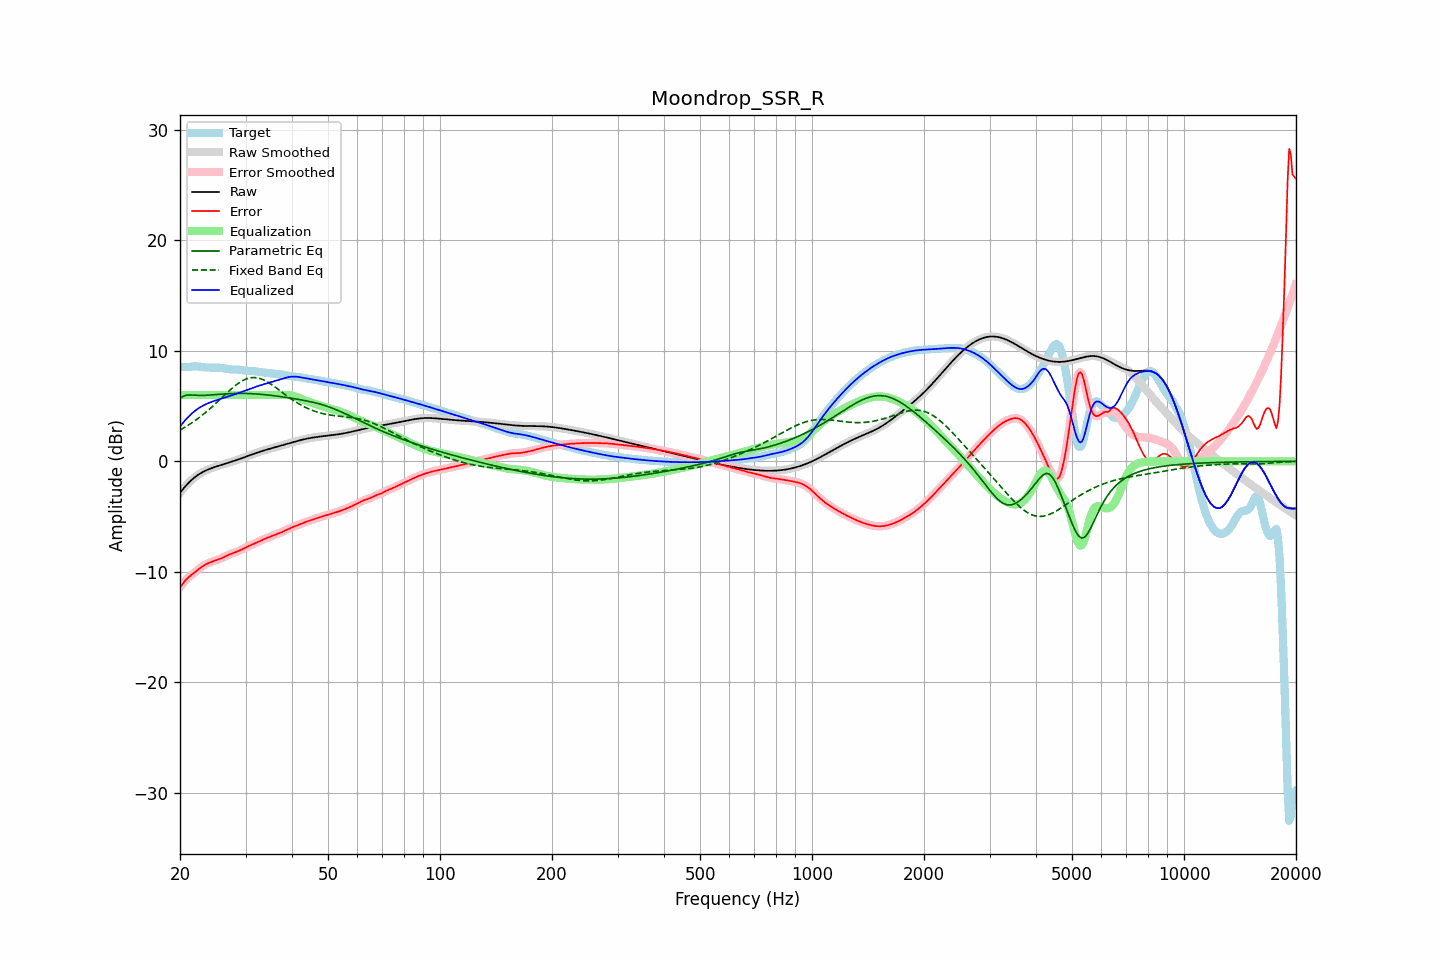 Moondrop_SSR_R
Target
Raw Smoothed
Error Smoothed
Raw
Error
Equalization
Parametric Eq
Fixed Band Eq
Equalized
30
20
10
0
−10
−20
−30
Amplitude (dBr)
20
50
100
200
500
1000
2000
5000
10000
20000
Frequency (Hz)